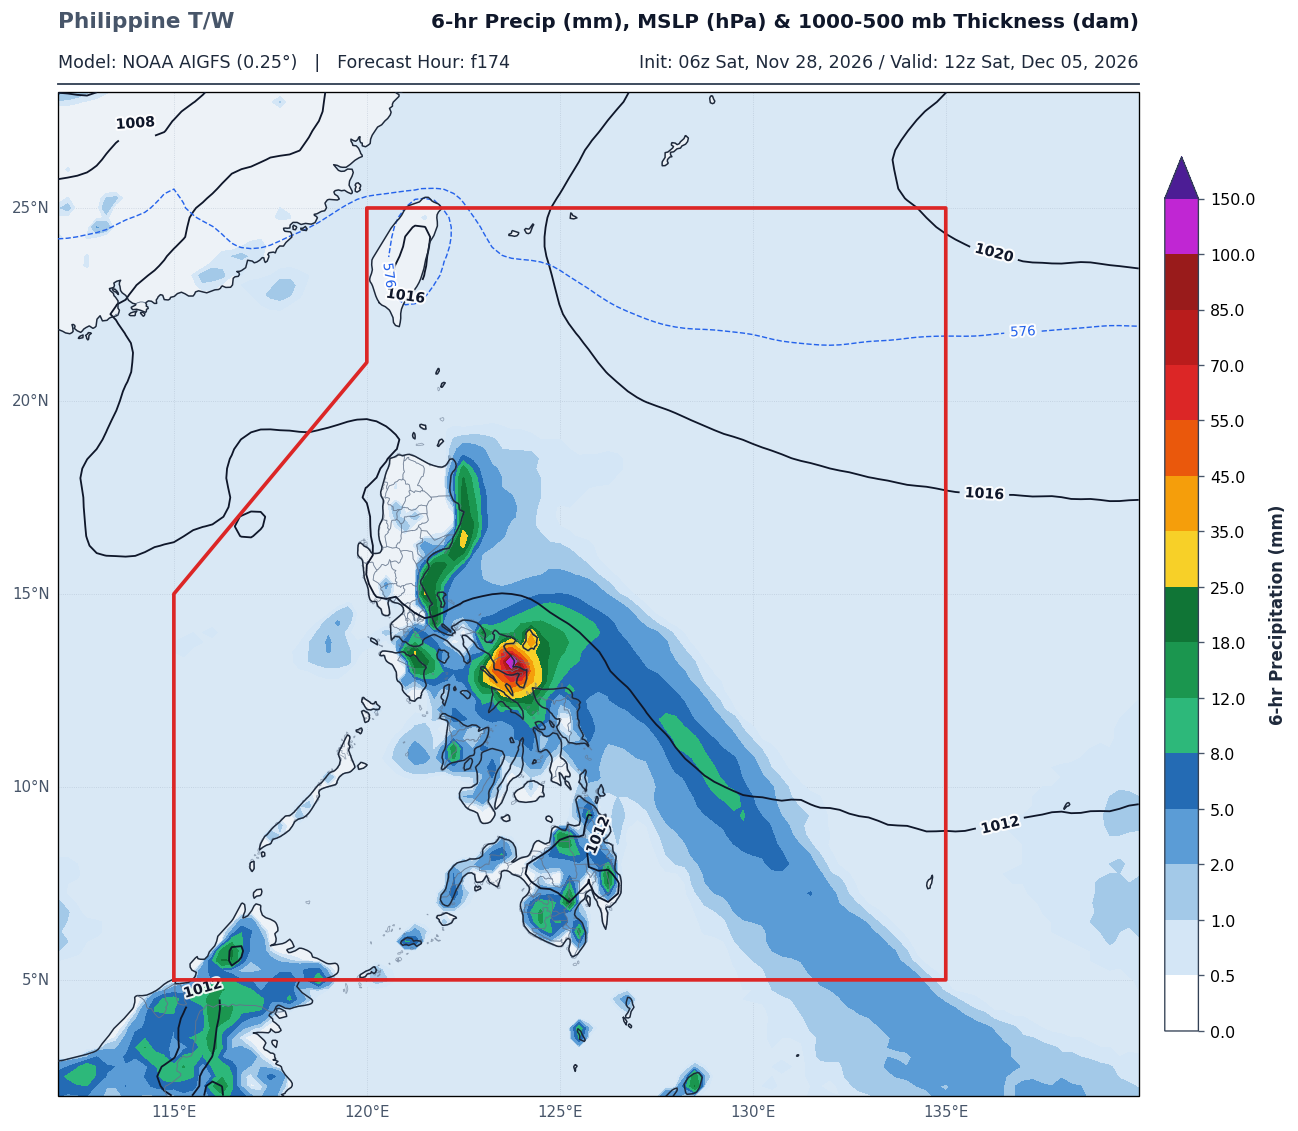 Philippine T/W
6-hr Precip (mm), MSLP (hPa) & 1000-500 mb Thickness (dam)
Model: NOAA AIGFS (0.25°) | Forecast Hour: f174
Init: 06z Sat, Nov 28, 2026 / Valid: 12z Sat, Dec 05, 2026
1008
25°N
20°N
15°N
10°N
5°N
1020
576
1016
576
1016
1012
1012
1012
115°E
120°E
125°E
130°E
135°E
150.0
100.0
85.0
70.0
55.0
45.0
35.0
25.0
18.0
12.0
8.0
5.0
2.0
1.0
0.5
0.0
6-hr Precipitation (mm)